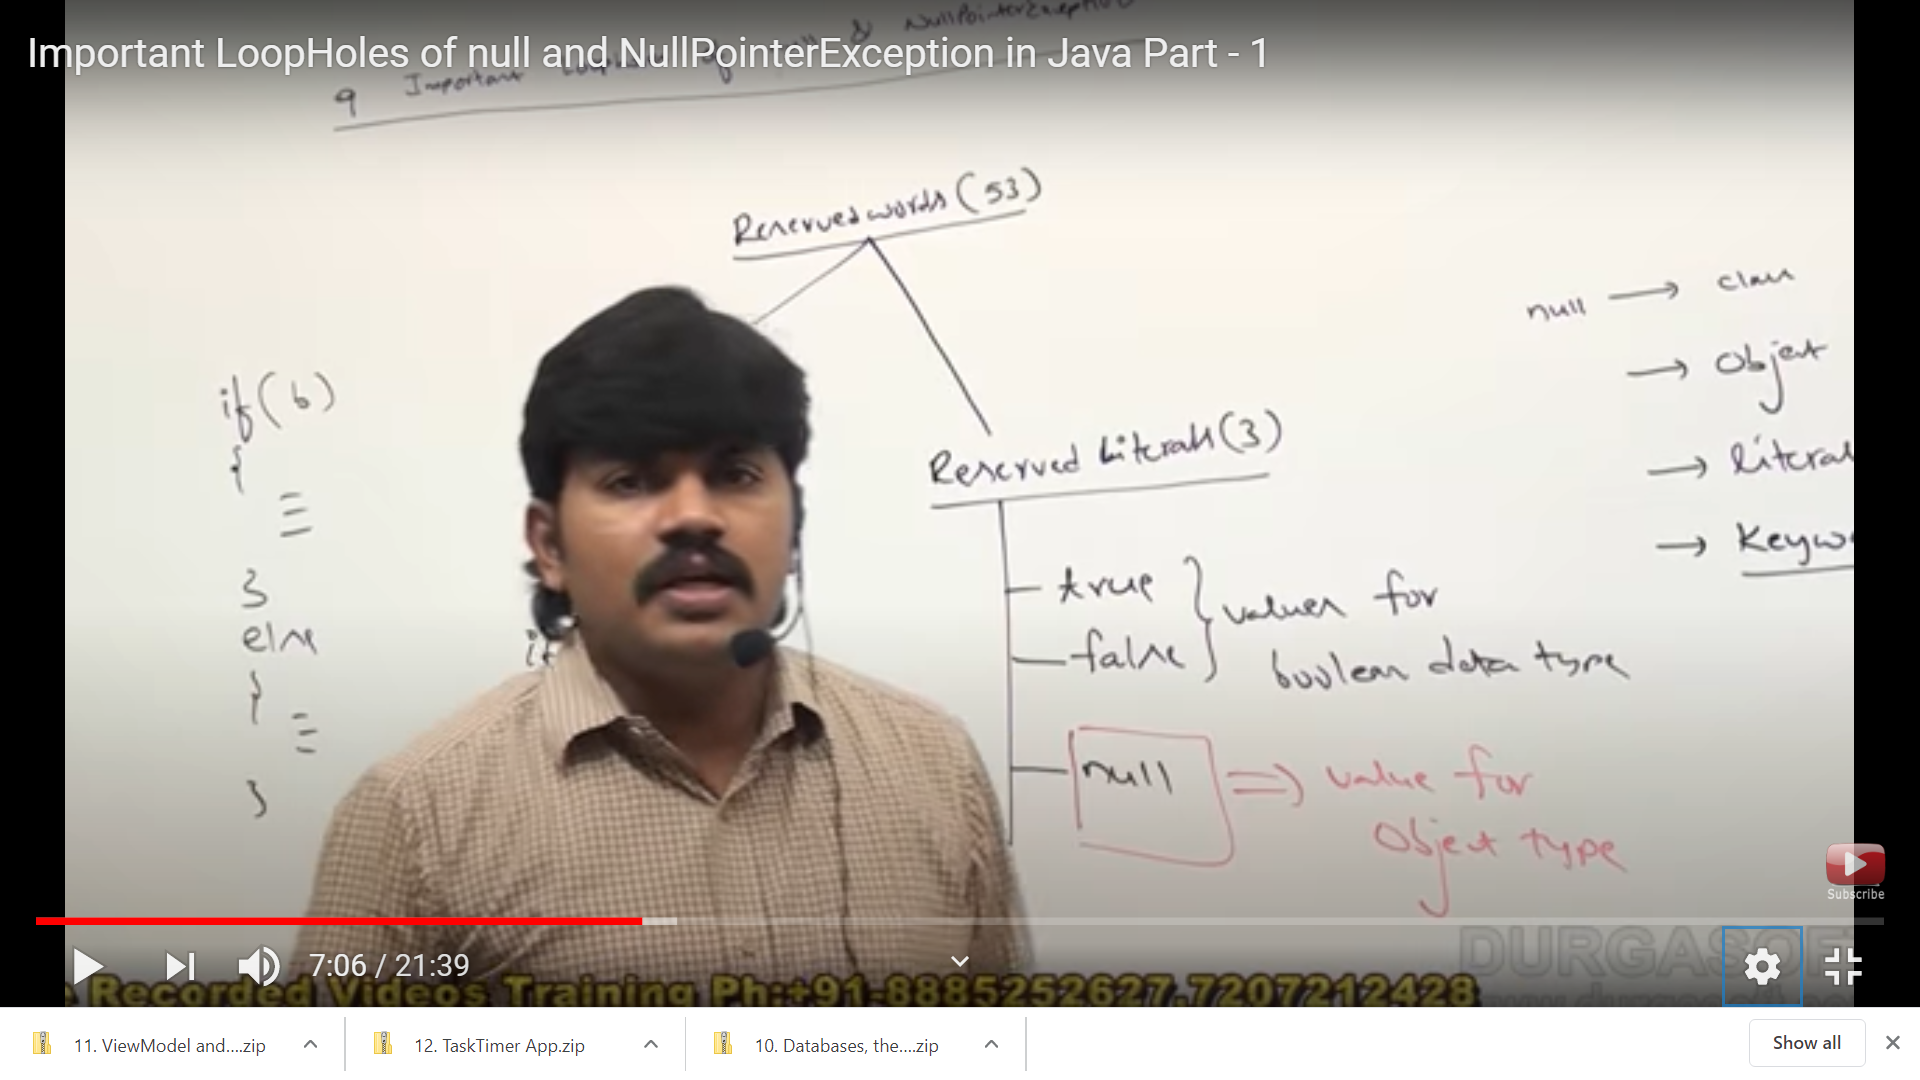 Important LoopHoles of null and NullPointerException in Java Part - 1
9 Important & NullPointerException
Reserved words (53)
null → class
→ Object
→ literal
→ Keyw
if(b)
{
}
else
{
}
if
Reserved Literals (3)
true
false
values for
boolean data type
null ⇒ value for
Object type
Subscribe
DURGASOF
7:06 / 21:39
e Recorded Videos Training Ph:+91-8885252627,7207212428
11. ViewModel and....zip
12. TaskTimer App.zip
10. Databases, the....zip
Show all